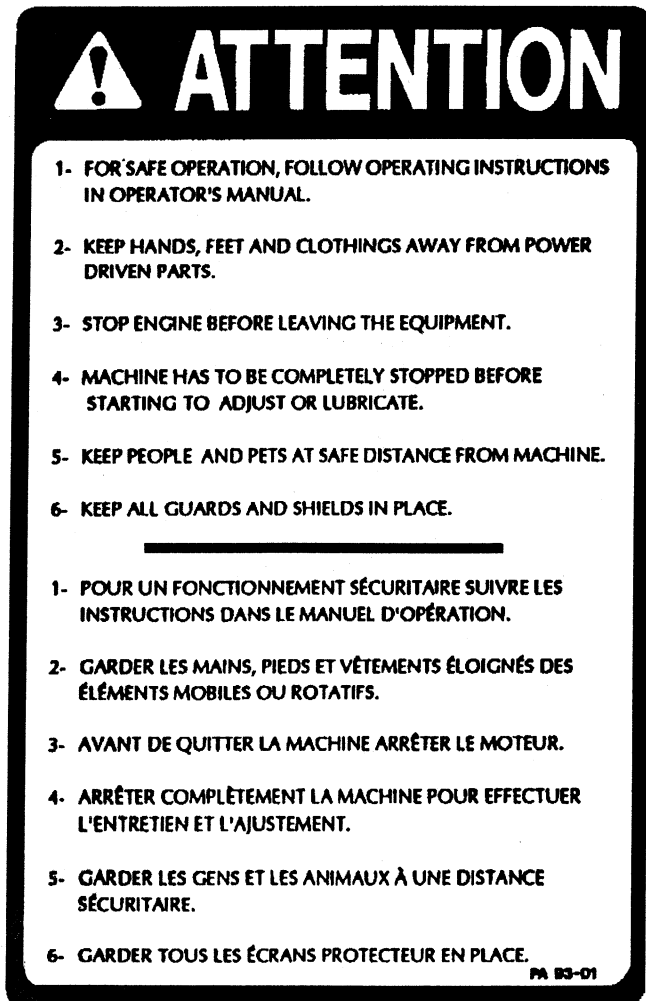 ATTENTION
1- FOR SAFE OPERATION, FOLLOW OPERATING INSTRUCTIONS
IN OPERATOR'S MANUAL.
2- KEEP HANDS, FEET AND CLOTHINGS AWAY FROM POWER
DRIVEN PARTS.
3- STOP ENGINE BEFORE LEAVING THE EQUIPMENT.
4- MACHINE HAS TO BE COMPLETELY STOPPED BEFORE
STARTING TO ADJUST OR LUBRICATE.
5- KEEP PEOPLE AND PETS AT SAFE DISTANCE FROM MACHINE.
6- KEEP ALL GUARDS AND SHIELDS IN PLACE.
1- POUR UN FONCTIONNEMENT SÉCURITAIRE SUIVRE LES
INSTRUCTIONS DANS LE MANUEL D'OPÉRATION.
2- GARDER LES MAINS, PIEDS ET VÊTEMENTS ÉLOIGNÉS DES
ÉLÉMENTS MOBILES OU ROTATIFS.
3- AVANT DE QUITTER LA MACHINE ARRÊTER LE MOTEUR.
4- ARRÊTER COMPLÈTEMENT LA MACHINE POUR EFFECTUER
L'ENTRETIEN ET L'AJUSTEMENT.
5- GARDER LES GENS ET LES ANIMAUX À UNE DISTANCE
SÉCURITAIRE.
6- GARDER TOUS LES ÉCRANS PROTECTEUR EN PLACE.
PA 93-01